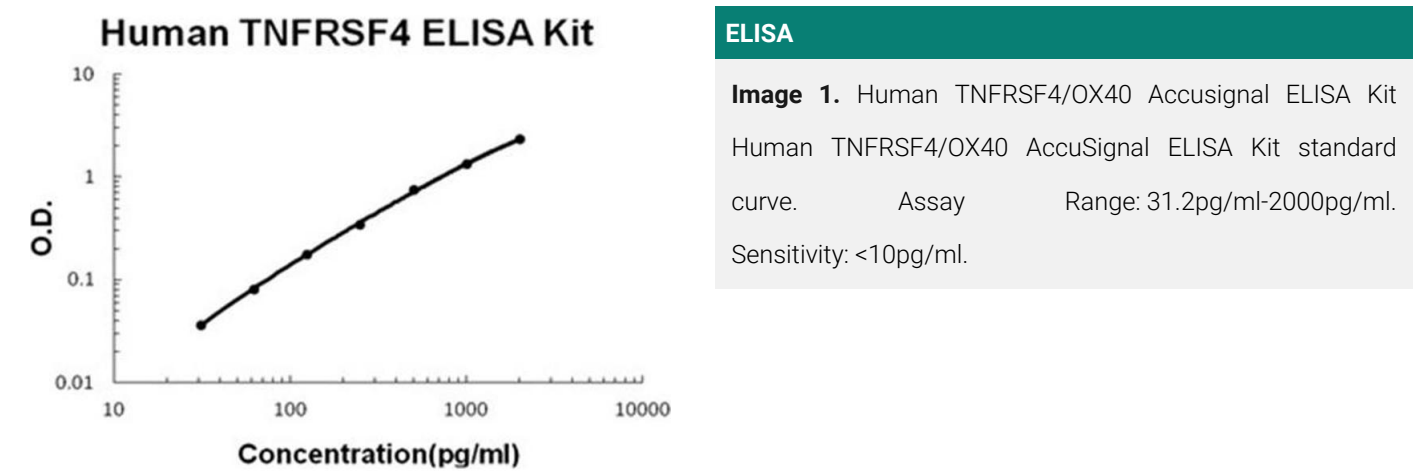 Human TNFRSF4 ELISA Kit
10
1
0.1
0.01
O.D.
10
100
1000
10000
Concentration(pg/ml)
ELISA
Image 1. Human TNFRSF4/OX40 Accusignal ELISA Kit
Human TNFRSF4/OX40 AccuSignal ELISA Kit standard
curve. Assay Range: 31.2pg/ml-2000pg/ml.
Sensitivity: <10pg/ml.